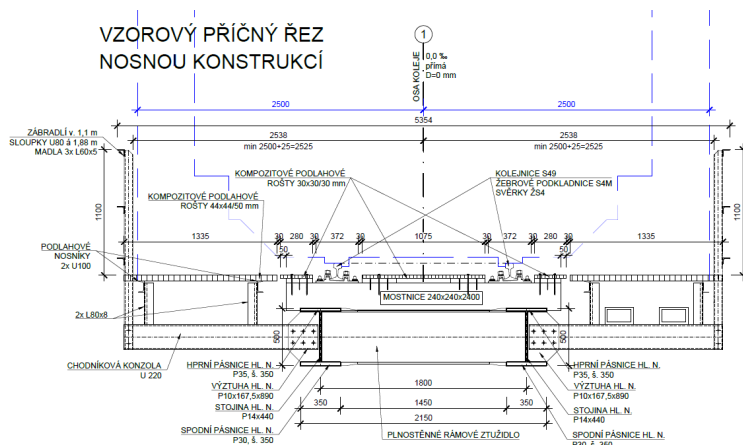 VZOROVÝ PŘÍČNÝ ŘEZ
NOSNOU KONSTRUKCÍ
1
OSA KOLEJE
0,0 ‰
přímá
D=0 mm
2500
2500
5354
ZÁBRADLÍ v. 1,1 m
SLOUPKY U80 á 1,88 m
MADLA 3x L60x5
2538
2538
min 2500+25=2525
min 2500+25=2525
KOMPOZITOVÉ PODLAHOVÉ
ROŠTY 30x30/30 mm
KOLEJNICE S49
ŽEBROVÉ PODKLADNICE S4M
SVĚRKY ŽS4
KOMPOZITOVÉ PODLAHOVÉ
ROŠTY 44x44/50 mm
1100
1100
1335
30
280
30
372
30
1075
30
372
30
280
30
1335
50
50
PODLAHOVÉ
NOSNÍKY
2x U100
MOSTNICE 240x240x2400
2x L80x8
500
500
CHODNÍKOVÁ KONZOLA
U 220
HPRNÍ PÁSNICE HL. N.
P35, š. 350
VÝZTUHA HL. N.
P10x167,5x890
STOJINA HL. N.
P14x440
SPODNÍ PÁSNICE HL. N.
P30, š. 350
HPRNÍ PÁSNICE HL. N.
P35, š. 350
VÝZTUHA HL. N.
P10x167,5x890
STOJINA HL. N.
P14x440
SPODNÍ PÁSNICE HL. N.
P30, š. 350
1800
350
1450
350
2150
PLNOSTĚNNÉ RÁMOVÉ ZTUŽIDLO